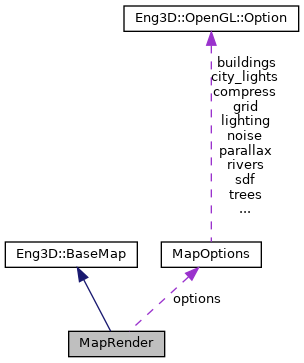 Eng3D::OpenGL::Option
buildings
city_lights
compress
grid
lighting
noise
parallax
rivers
sdf
trees
...
Eng3D::BaseMap
MapOptions
options
MapRender